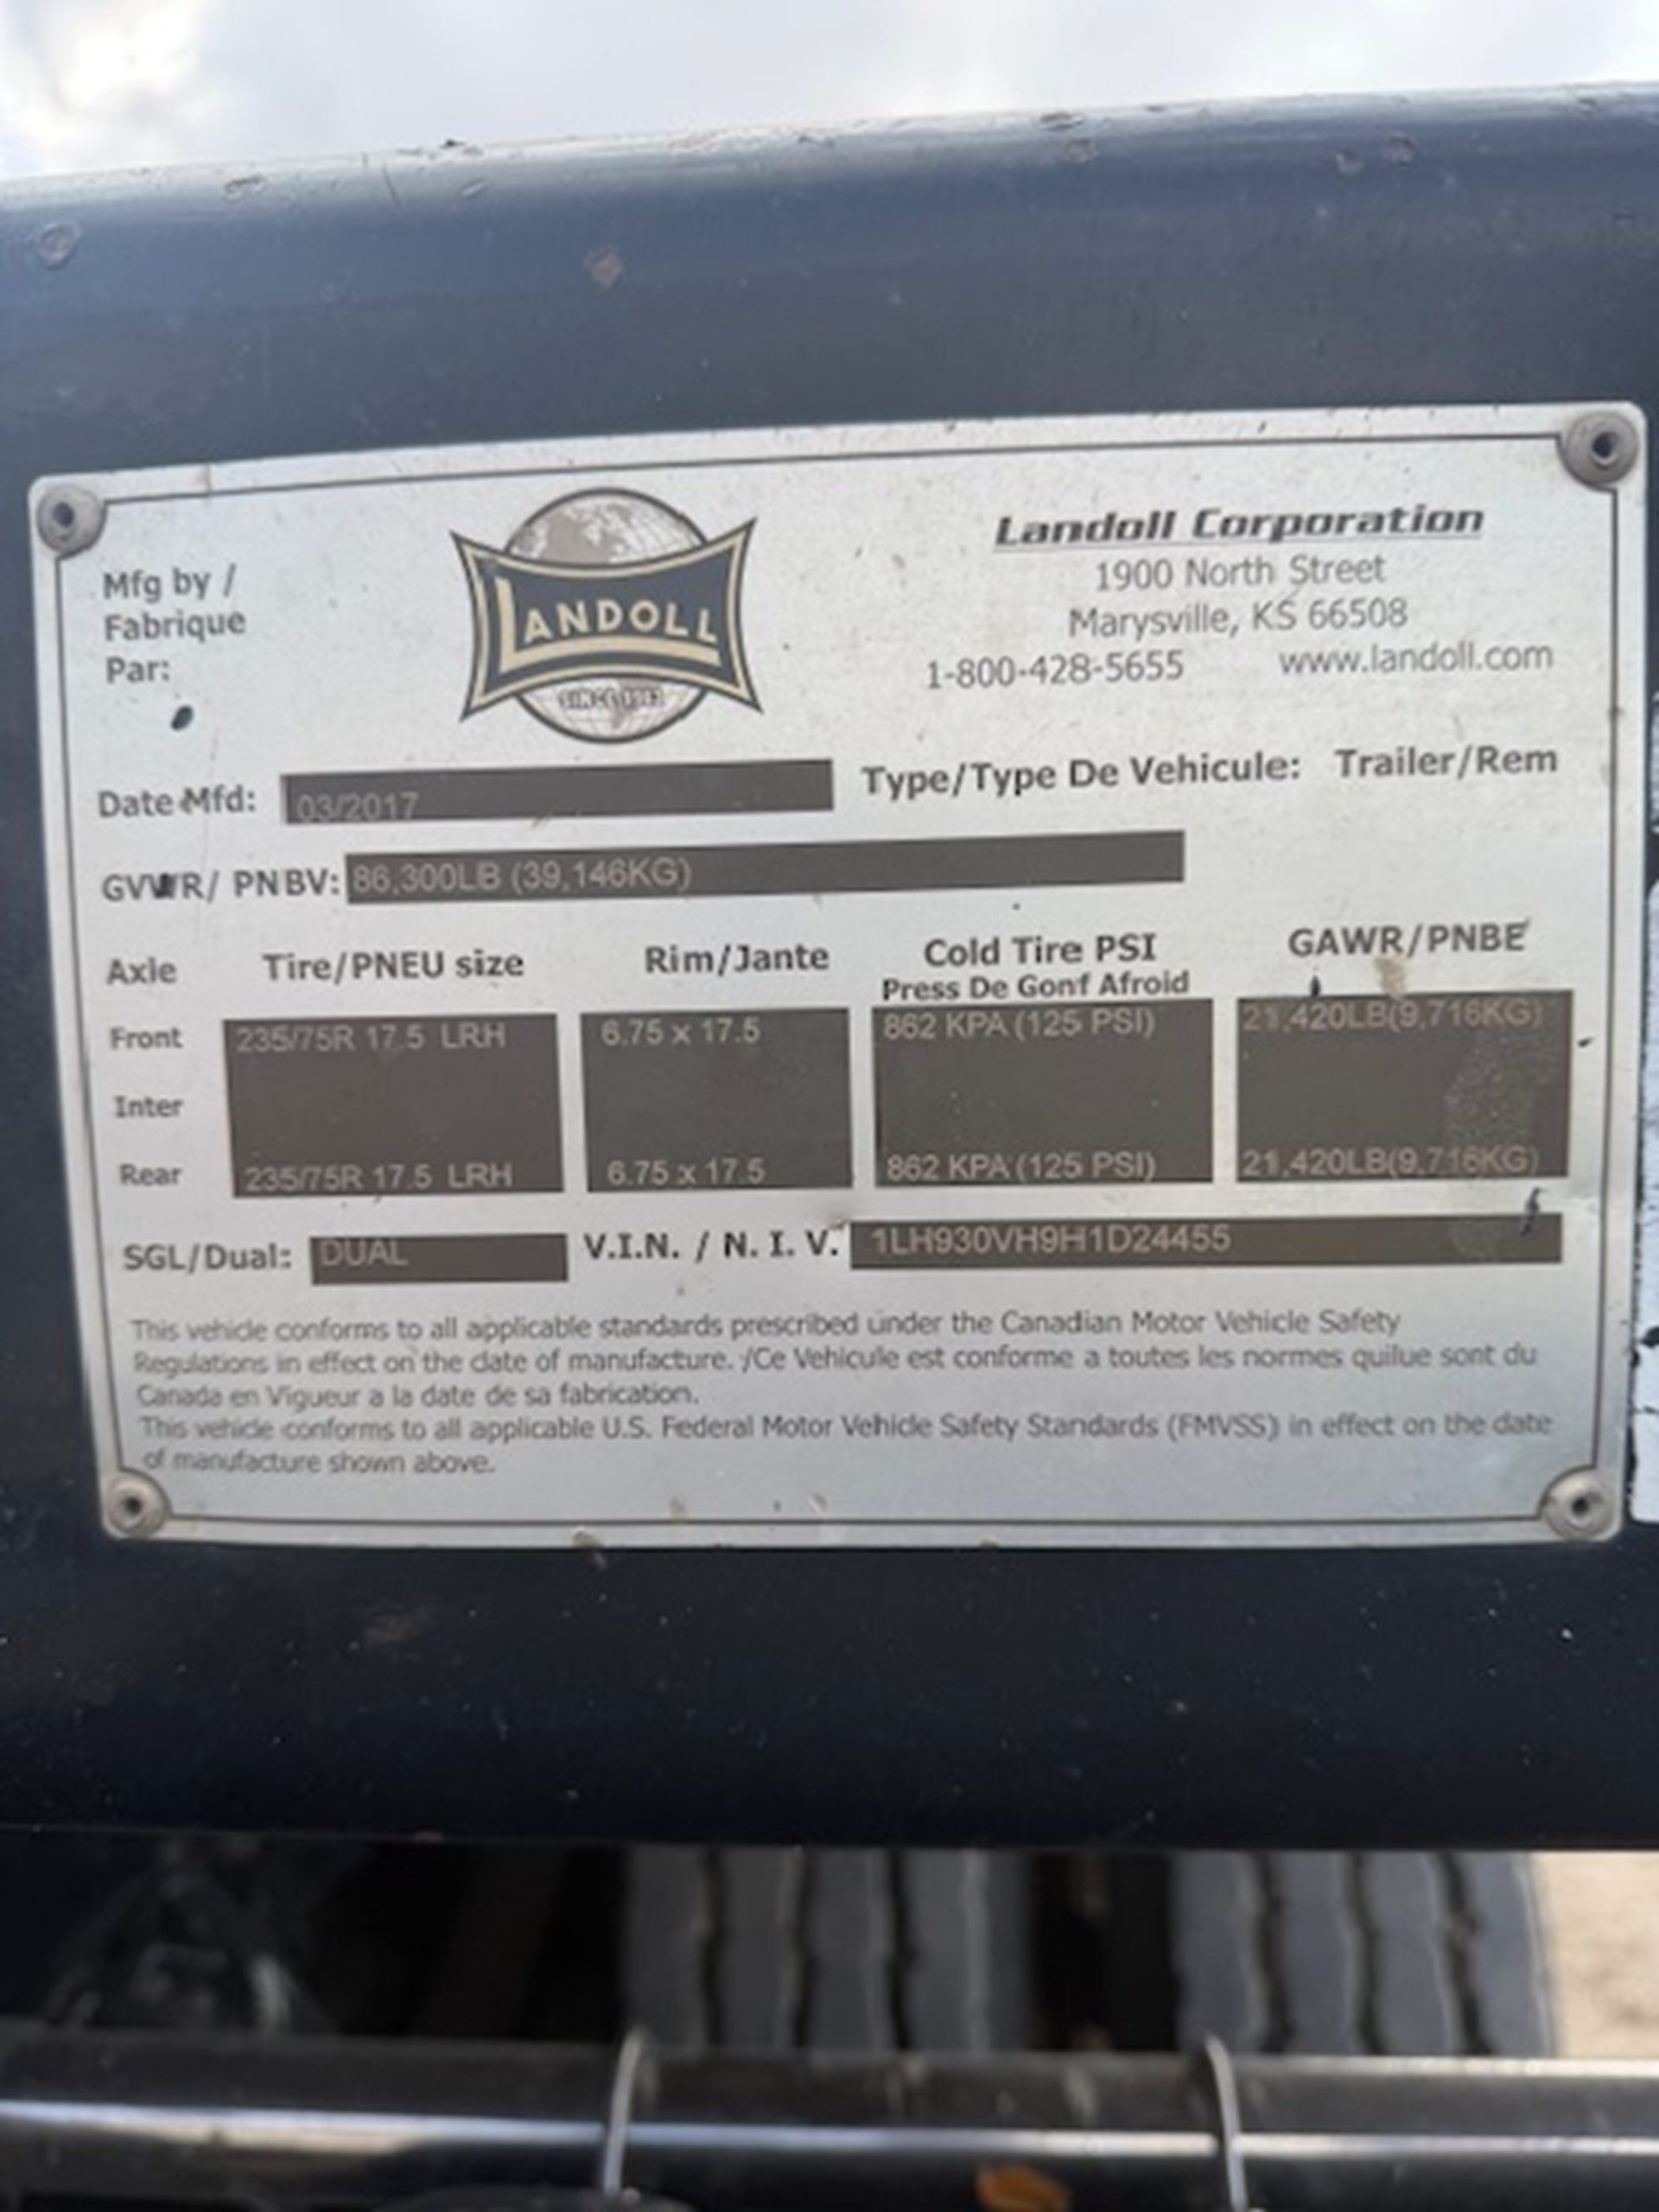 Mfg by /
Fabrique
Par:
LANDOLL
SINCE 1963
Landoll Corporation
1900 North Street
Marysville, KS 66508
1-800-428-5655 www.landoll.com
Date Mfd: 03/2017 Type/Type De Vehicule: Trailer/Rem
GVWR/ PNBV: 86,300LB (39,146KG)
Axle Tire/PNEU size Rim/Jante Cold Tire PSI GAWR/PNBE
Press De Gonf Afroid
Front 235/75R 17.5 LRH 6.75 x 17.5 862 KPA (125 PSI) 21,420LB(9,716KG)
Inter
Rear 235/75R 17.5 LRH 6.75 x 17.5 862 KPA (125 PSI) 21,420LB(9,716KG)
SGL/Dual: DUAL V.I.N. / N. I. V. 1LH930VH9H1D24455
This vehicle conforms to all applicable standards prescribed under the Canadian Motor Vehicle Safety
Regulations in effect on the date of manufacture. /Ce Vehicule est conforme a toutes les normes quilue sont du
Canada en Vigueur a la date de sa fabrication.
This vehicle conforms to all applicable U.S. Federal Motor Vehicle Safety Standards (FMVSS) in effect on the date
of manufacture shown above.